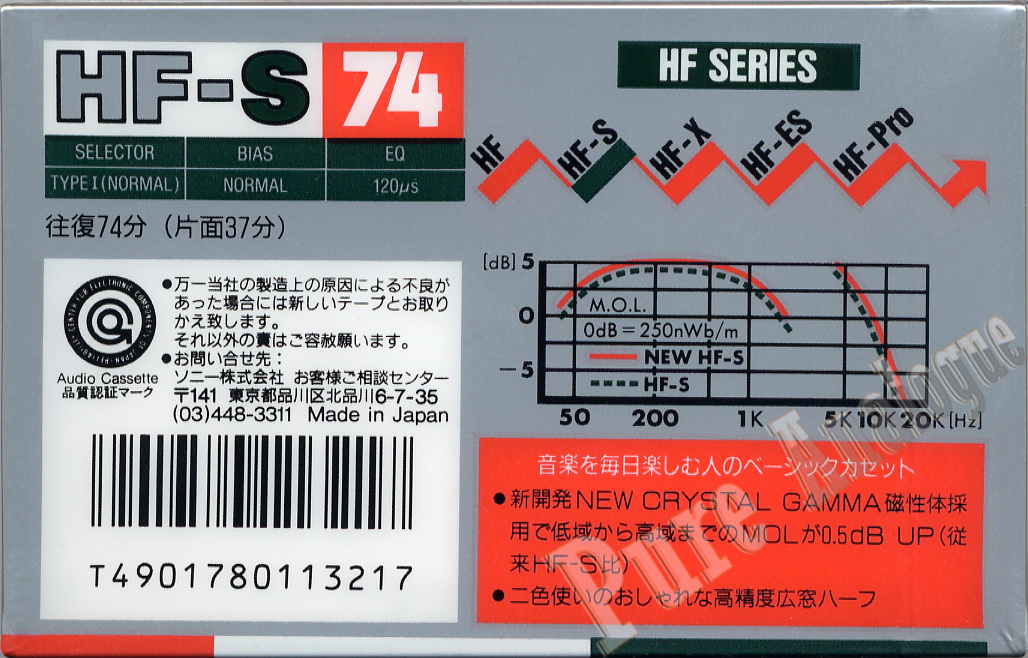 HF-S 74
SELECTOR BIAS EQ
TYPE I (NORMAL) NORMAL 120μs
往復74分（片面37分）
CENTER FOR ELECTRONIC COMPONENTS OF JAPAN
Audio Cassette
品質認証マーク
●万一当社の製造上の原因による不良が
あった場合には新しいテープとお取り
かえ致します。
それ以外の責はご容赦願います。
●お問い合せ先：
ソニー株式会社 お客様ご相談センター
〒141 東京都品川区北品川6-7-35
(03)448-3311 Made in Japan
T4901780113217
HF SERIES
HF HF-S HF-X HF-ES HF-Pro
[dB] 5
0
-5
M.O.L.
0dB=250nWb/m
NEW HF-S
HF-S
50 200 1K 5K 10K 20K [Hz]
音楽を毎日楽しむ人のベーシックカセット
●新開発NEW CRYSTAL GAMMA磁性体採
用で低域から高域までのMOLが0.5dB UP(従
来HF-S比)
●二色使いのおしゃれな高精度広窓ハーフ
Pure Analogue